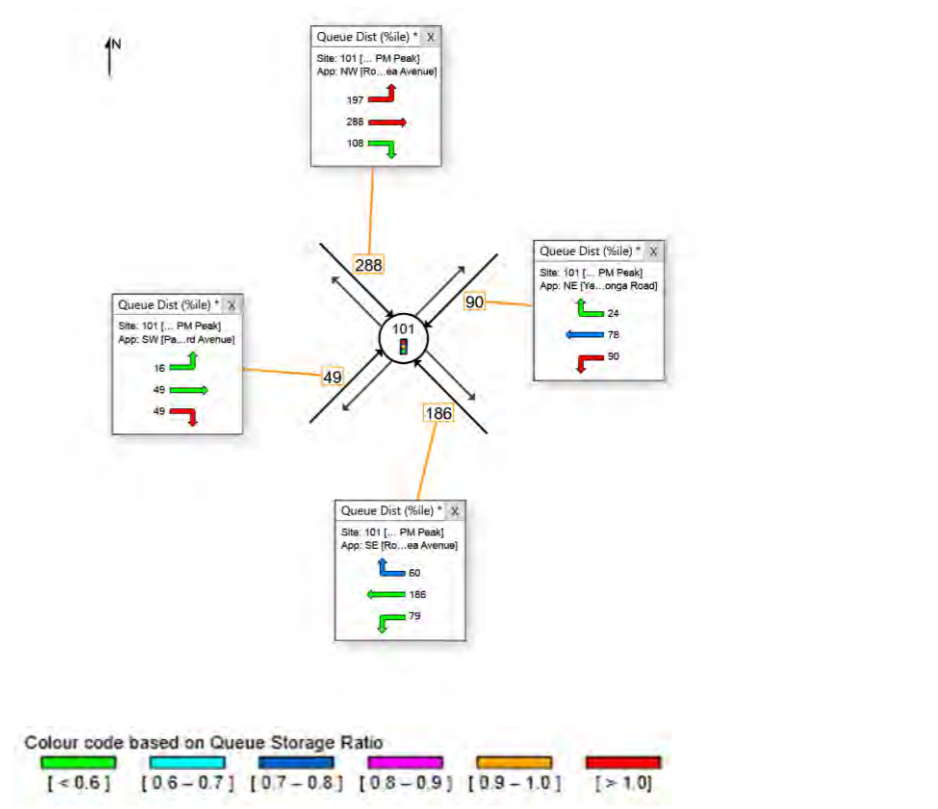 N
Queue Dist (%ile) * X
Site: 101 [... PM Peak]
App: NW [Ro...ea Avenue]
197
288
108
288
Queue Dist (%ile) * X
Site: 101 [... PM Peak]
App: NE [Ya...onga Road]
24
78
90
90
Queue Dist (%ile) * X
Site: 101 [... PM Peak]
App: SW [Pa...rd Avenue]
16
49
49
49
101
186
Queue Dist (%ile) * X
Site: 101 [... PM Peak]
App: SE [Ro...ea Avenue]
60
186
79
Colour code based on Queue Storage Ratio
[ < 0.6 ] [ 0.6 – 0.7 ] [ 0.7 – 0.8 ] [ 0.8 – 0.9 ] [ 0.9 – 1.0 ] [ > 1.0]